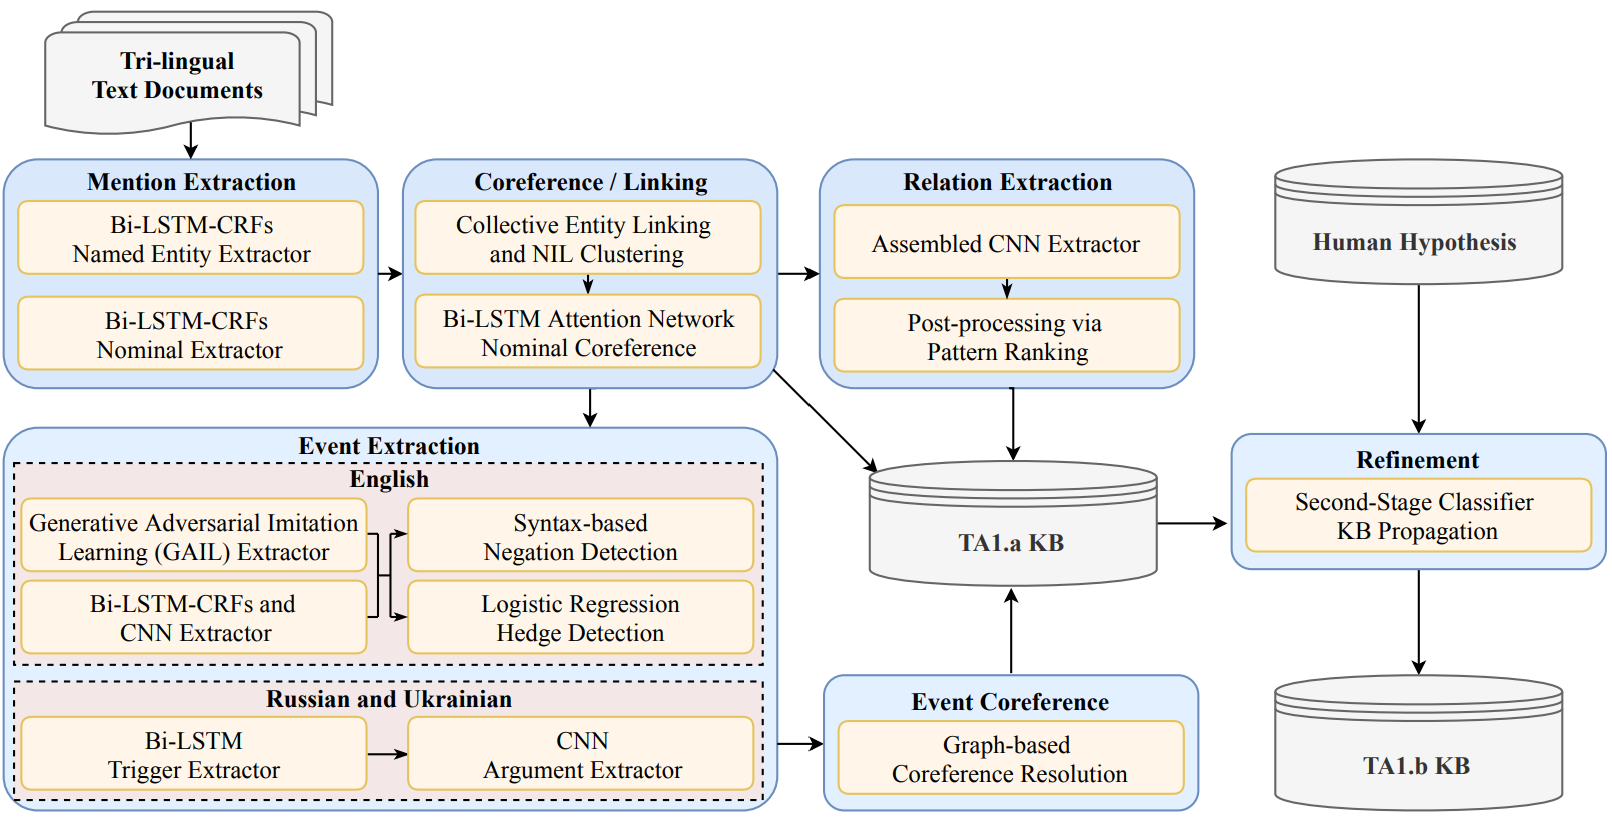 Tri-lingual
Text Documents
Mention Extraction
Bi-LSTM-CRFs
Named Entity Extractor
Bi-LSTM-CRFs
Nominal Extractor
Coreference / Linking
Collective Entity Linking
and NIL Clustering
Bi-LSTM Attention Network
Nominal Coreference
Relation Extraction
Assembled CNN Extractor
Post-processing via
Pattern Ranking
Human Hypothesis
Event Extraction
English
Generative Adversarial Imitation
Learning (GAIL) Extractor
Bi-LSTM-CRFs and
CNN Extractor
Syntax-based
Negation Detection
Logistic Regression
Hedge Detection
Russian and Ukrainian
Bi-LSTM
Trigger Extractor
CNN
Argument Extractor
TA1.a KB
Event Coreference
Graph-based
Coreference Resolution
Refinement
Second-Stage Classifier
KB Propagation
TA1.b KB